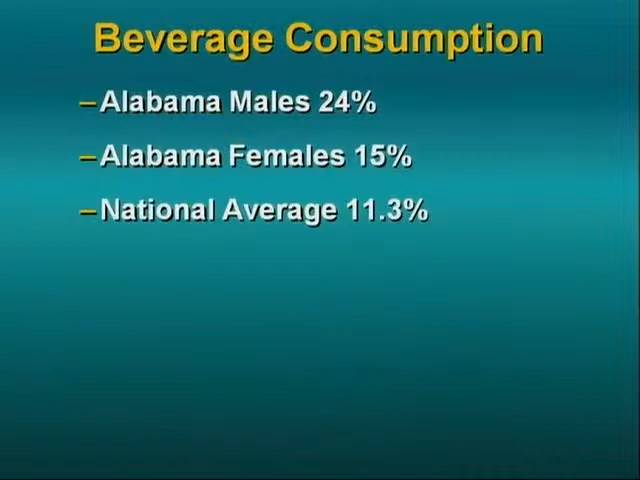 Beverage Consumption
–Alabama Males 24%
–Alabama Females 15%
–National Average 11.3%